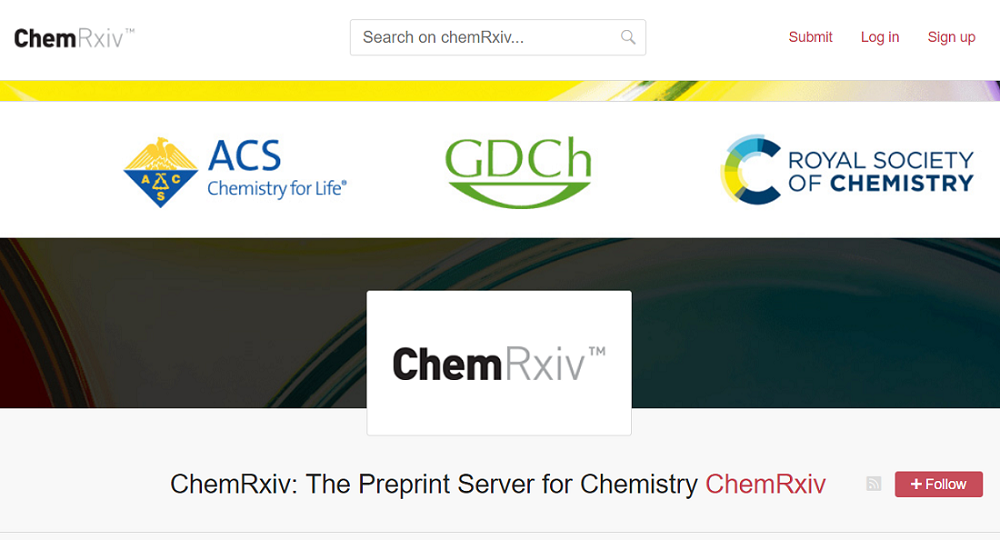 ChemRxiv™
Search on chemRxiv...
Submit Log in Sign up
ACS
Chemistry for Life®
A C S
GDCh
ROYAL SOCIETY
OF CHEMISTRY
ChemRxiv™
ChemRxiv: The Preprint Server for Chemistry ChemRxiv
+ Follow